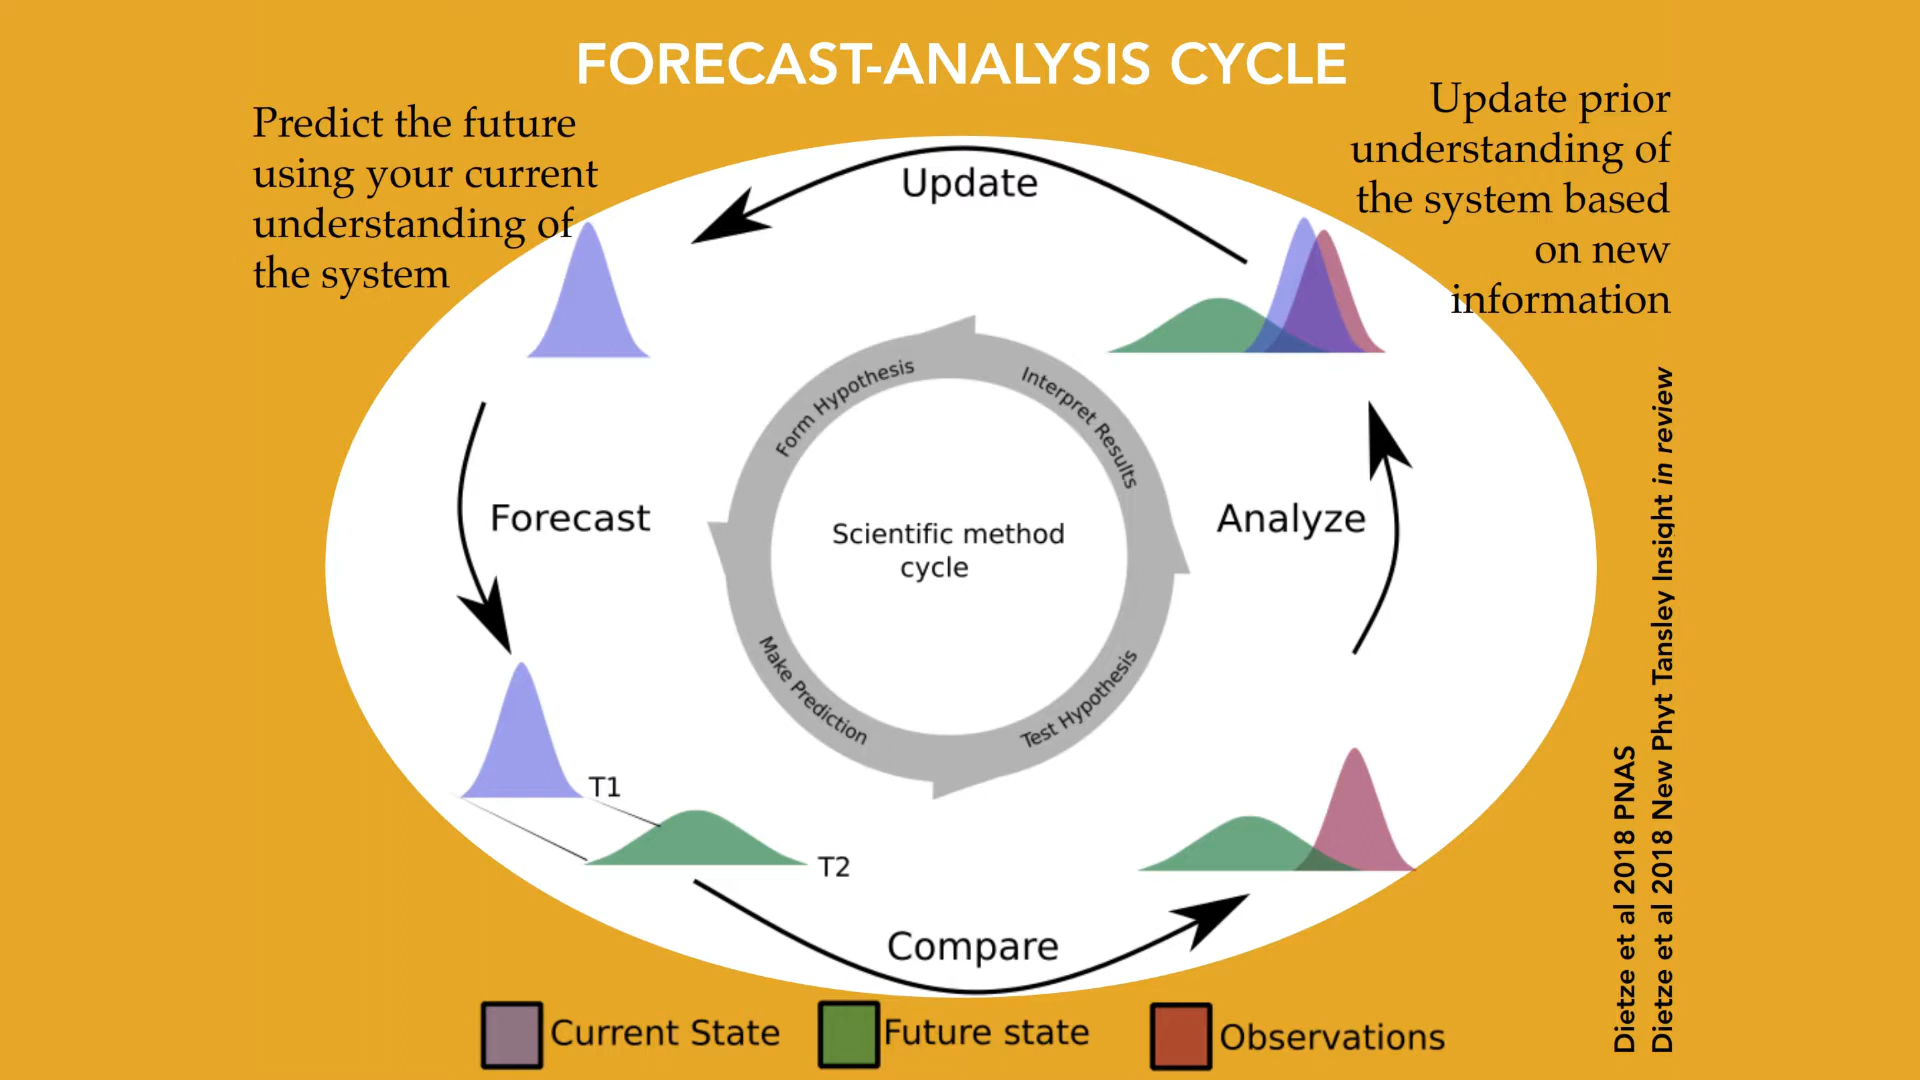 FORECAST-ANALYSIS CYCLE
Predict the future
using your current
understanding of
the system
Update prior
understanding of
the system based
on new
information
Update
Form Hypothesis
Interpret Results
Forecast
Scientific method
cycle
Analyze
Make Prediction
Test Hypothesis
T1
T2
Compare
Current State
Future state
Observations
Dietze et al 2018 PNAS
Dietze et al 2018 New Phyt Tansley Insight in review